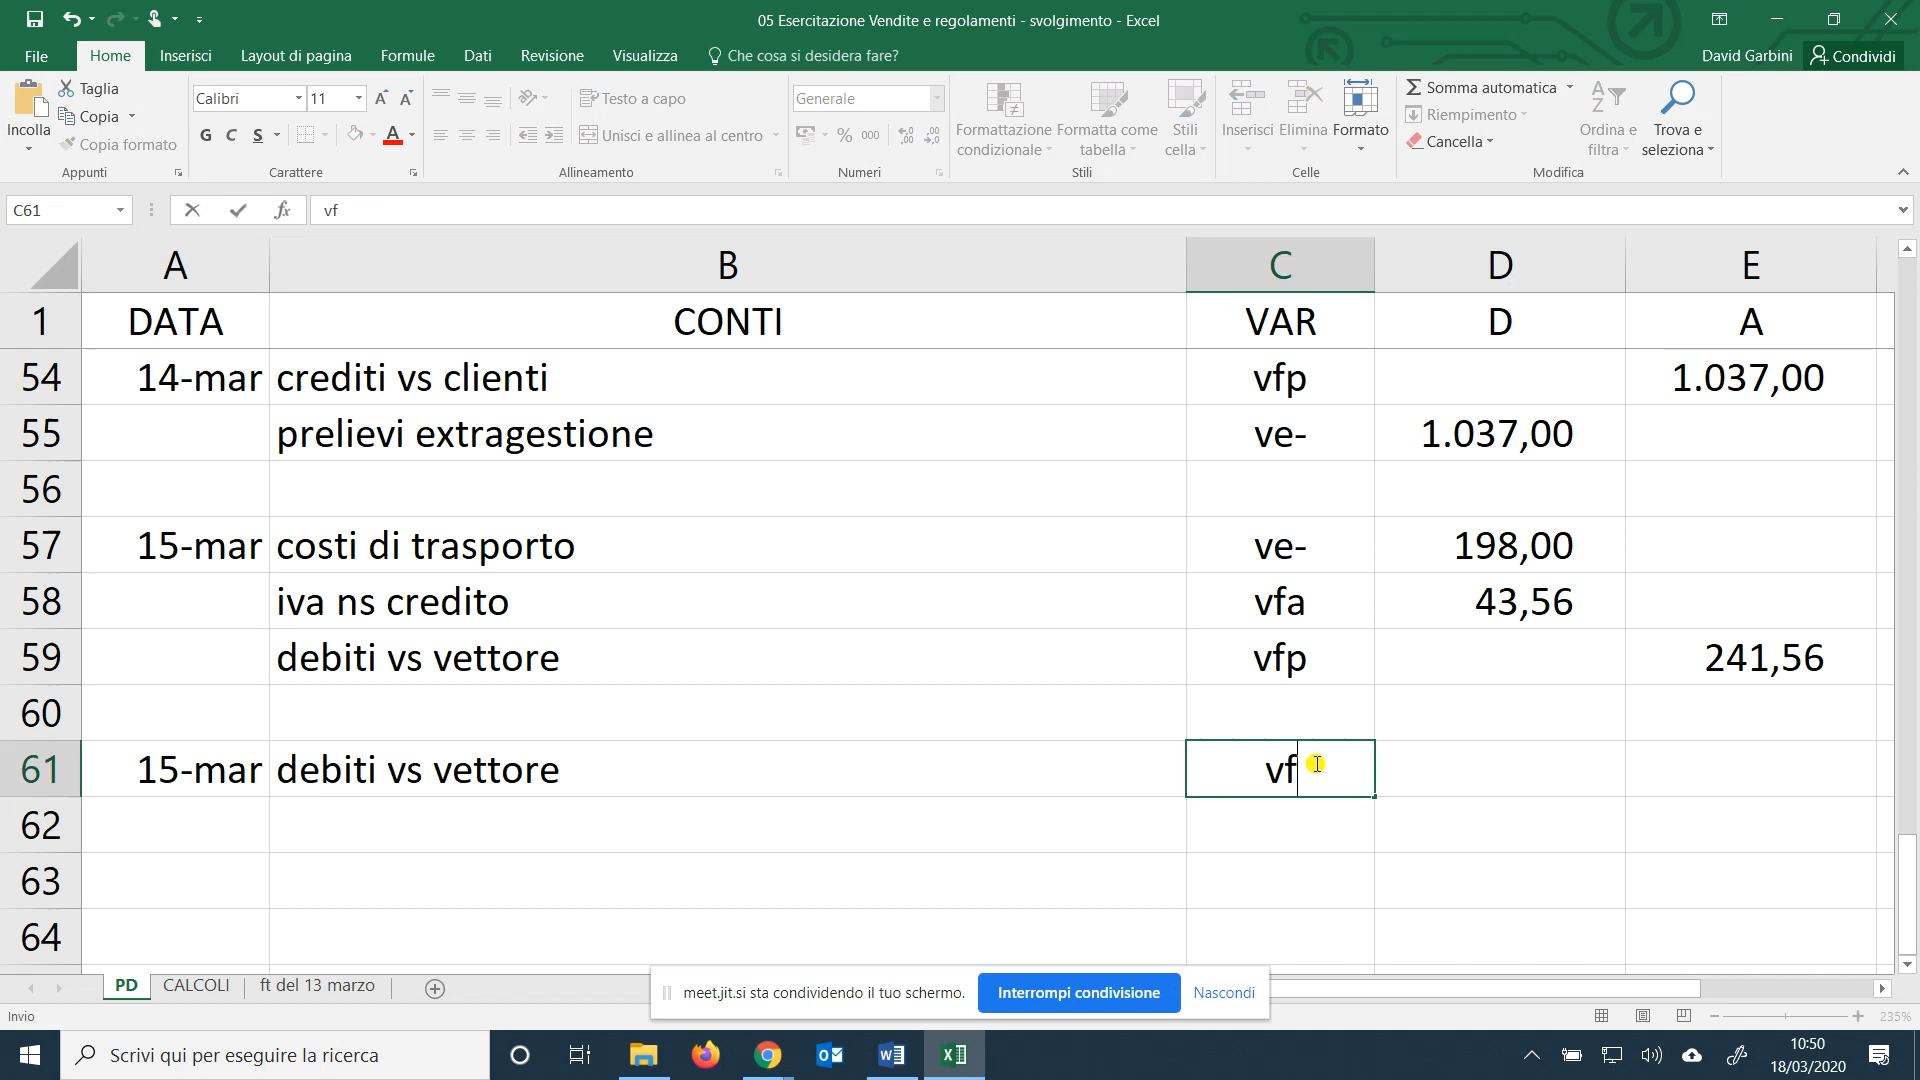 05 Esercitazione Vendite e regolamenti - svolgimento - Excel
File Home Inserisci Layout di pagina Formule Dati Revisione Visualizza Che cosa si desidera fare? David Garbini Condividi
Incolla
Taglia
Copia
Copia formato
Appunti
Calibri 11
G C S
Carattere
Testo a capo
Unisci e allinea al centro
Allineamento
Generale
% 000
Numeri
Formattazione condizionale
Formatta come tabella
Stili cella
Stili
Inserisci Elimina Formato
Celle
Somma automatica
Riempimento
Cancella
Ordina e filtra
Trova e seleziona
Modifica
C61 fx vf
A B C D E
1 DATA CONTI VAR D A
54 14-mar crediti vs clienti vfp 1.037,00
55 prelievi extragestione ve- 1.037,00
56
57 15-mar costi di trasporto ve- 198,00
58 iva ns credito vfa 43,56
59 debiti vs vettore vfp 241,56
60
61 15-mar debiti vs vettore vf
62
63
64
PD CALCOLI ft del 13 marzo
meet.jit.si sta condividendo il tuo schermo. Interrompi condivisione Nascondi
Invio 235%
Scrivi qui per eseguire la ricerca
10:50
18/03/2020